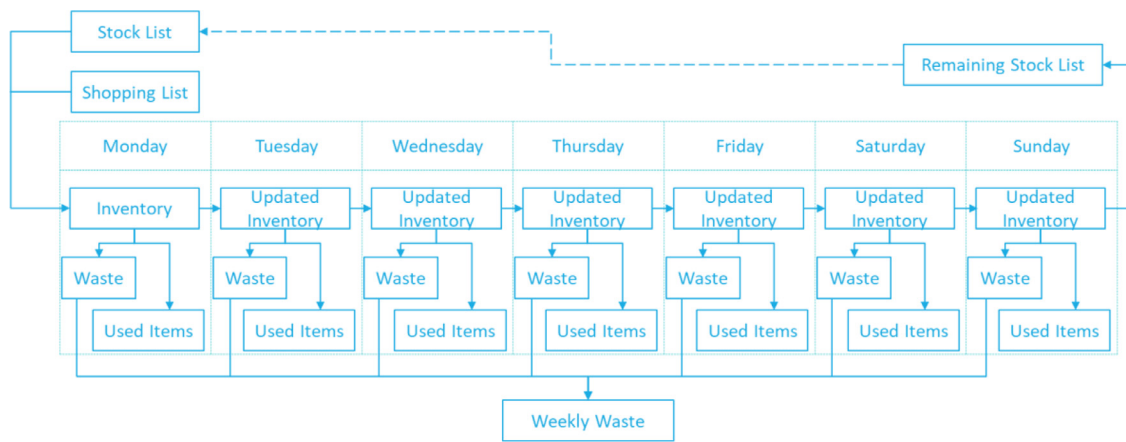 Stock List
Remaining Stock List
Shopping List
Monday
Tuesday
Wednesday
Thursday
Friday
Saturday
Sunday
Inventory
Updated
Inventory
Updated
Inventory
Updated
Inventory
Updated
Inventory
Updated
Inventory
Updated
Inventory
Waste
Waste
Waste
Waste
Waste
Waste
Waste
Used Items
Used Items
Used Items
Used Items
Used Items
Used Items
Used Items
Weekly Waste